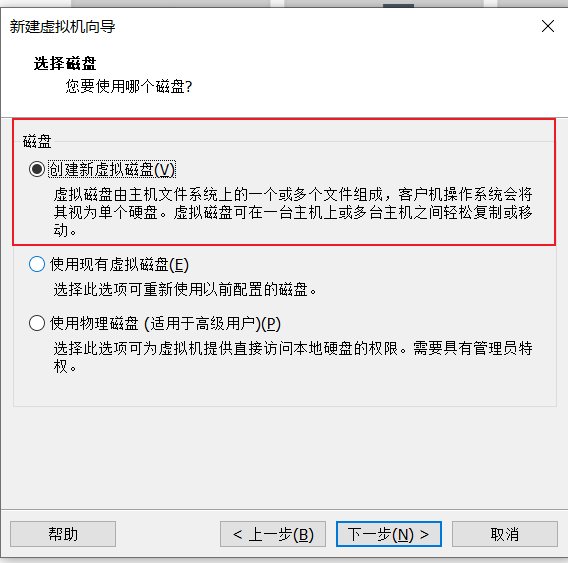 新建虚拟机向导
选择磁盘
您要使用哪个磁盘?
磁盘
创建新虚拟磁盘(V)
虚拟磁盘由主机文件系统上的一个或多个文件组成，客户机操作系统会将
其视为单个硬盘。虚拟磁盘可在一台主机上或多台主机之间轻松复制或移
动。
使用现有虚拟磁盘(E)
选择此选项可重新使用以前配置的磁盘。
使用物理磁盘 (适用于高级用户)(P)
选择此选项可为虚拟机提供直接访问本地硬盘的权限。需要具有管理员特
权。
帮助
< 上一步(B)
下一步(N) >
取消